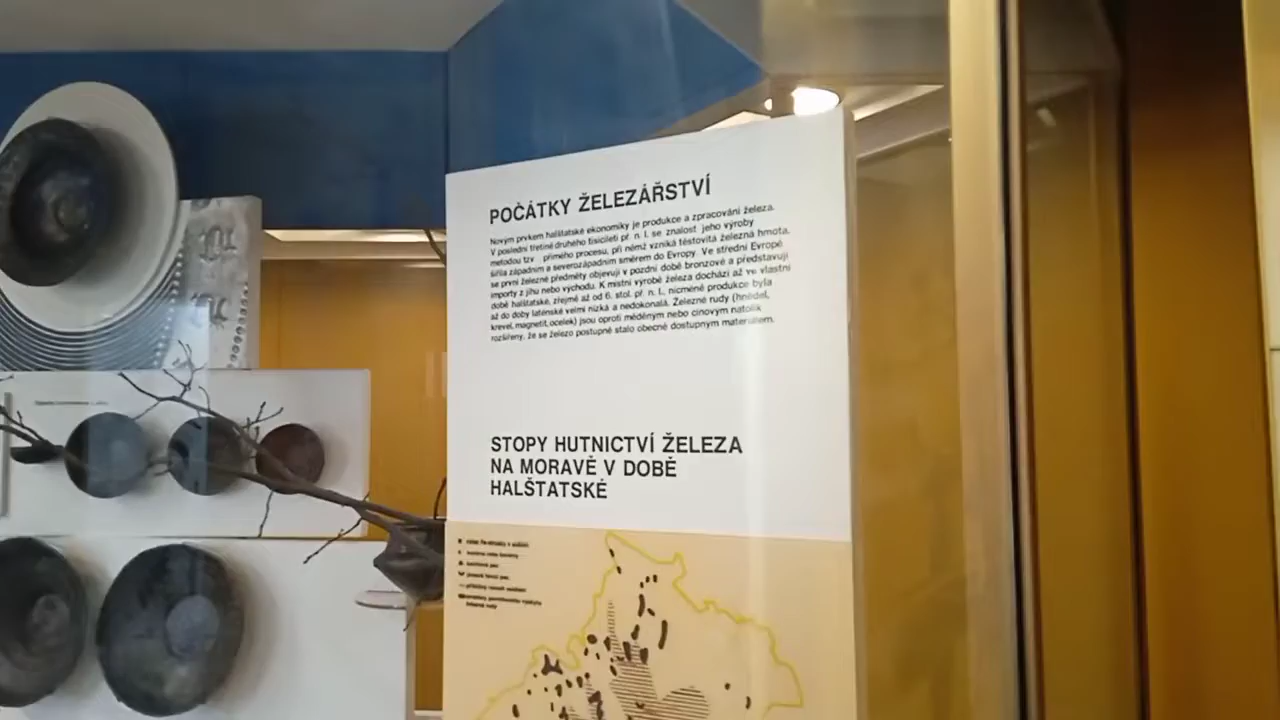 POČÁTKY ŽELEZÁŘSTVÍ
Novým prvkem halštatské ekonomiky je produkce a zpracování železa.
V poslední třetině druhého tisíciletí př. n. l. se znalost jeho výroby
metodou tzv přímého procesu, při němž vzniká těstovitá železná hmota,
šířila západním a severozápadním směrem do Evropy. Ve střední Evropě
se první železné předměty objevují v pozdní době bronzové a představují
importy z jihu nebo východu. K místní výrobě železa dochází až ve vlastní
době halštatské, zřejmě až od 6. stol. př. n. l., nicméně produkce byla
až do doby laténské velmi nízká a nedokonalá. Železné rudy (hnědel,
krevel, magnetit, ocelek) jsou oproti měděným nebo cínovým natolik
rozšířeny, že se železo postupně stalo obecně dostupným materiálem.
STOPY HUTNICTVÍ ŽELEZA
NA MORAVĚ V DOBĚ
HALŠTATSKÉ
železné rudy